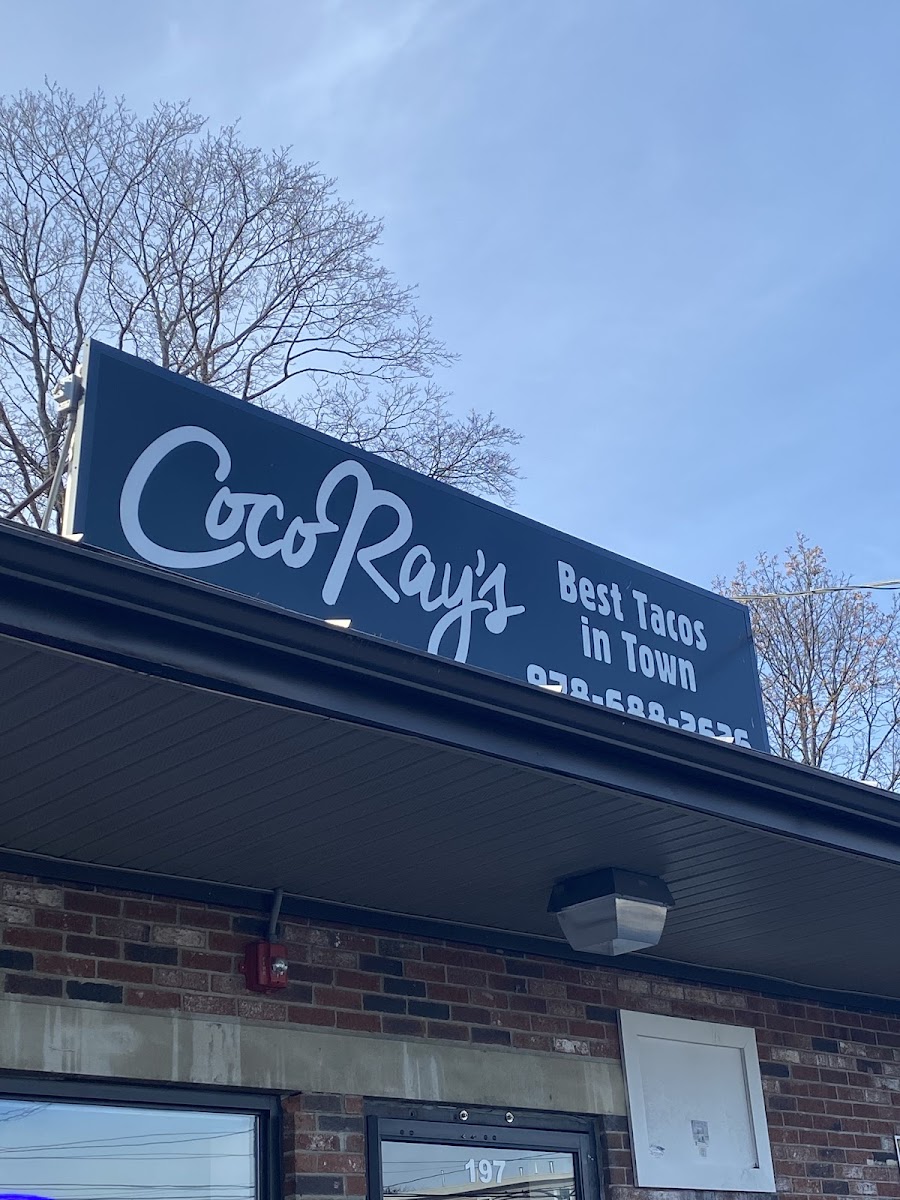 CocoRay's
Best Tacos
in Town
978-688-2626
197